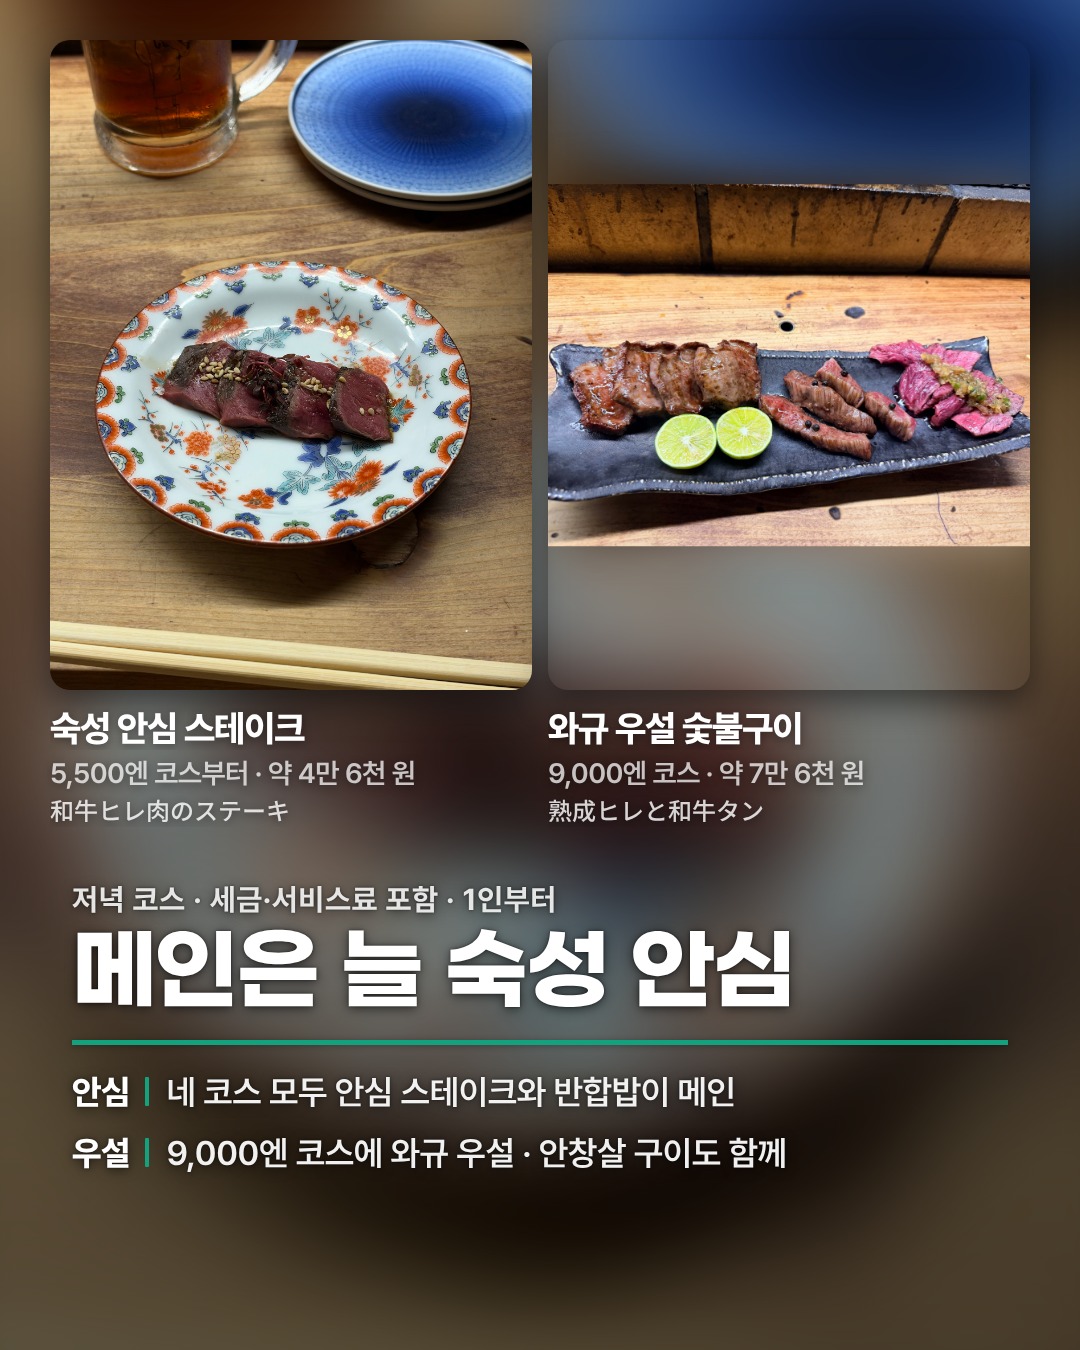 숙성 안심 스테이크
5,500엔 코스부터 · 약 4만 6천 원
和牛ヒレ肉のステーキ
와규 우설 숯불구이
9,000엔 코스 · 약 7만 6천 원
熟成ヒレと和牛タン
저녁 코스 · 세금·서비스료 포함 · 1인부터
메인은 늘 숙성 안심
안심 | 네 코스 모두 안심 스테이크와 반합밥이 메인
우설 | 9,000엔 코스에 와규 우설 · 안창살 구이도 함께